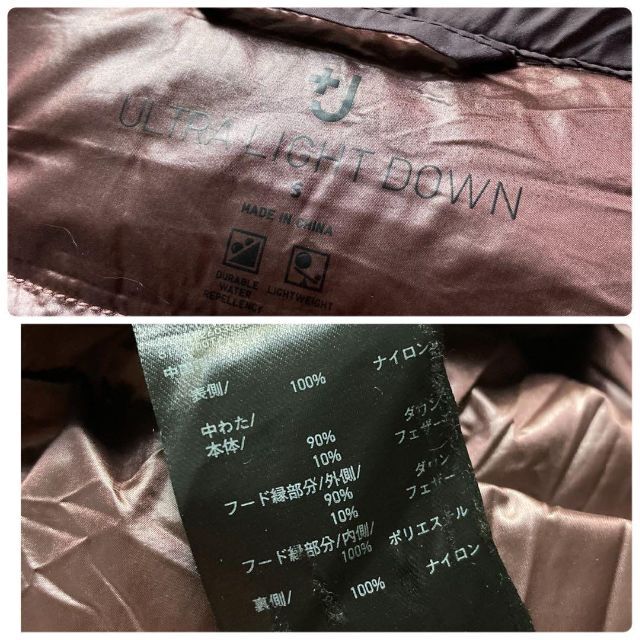 +J
ULTRA LIGHT DOWN
S
MADE IN CHINA
DURABLE
WATER
REPELLENCY
LIGHTWEIGHT
表側/ 100% ナイロン
中わた/
本体/ 90% ダウン
10% フェザー
フード縁部分/外側/
90% ダウン
10% フェザー
フード縁部分/内側/
100% ポリエステル
裏側/ 100% ナイロン